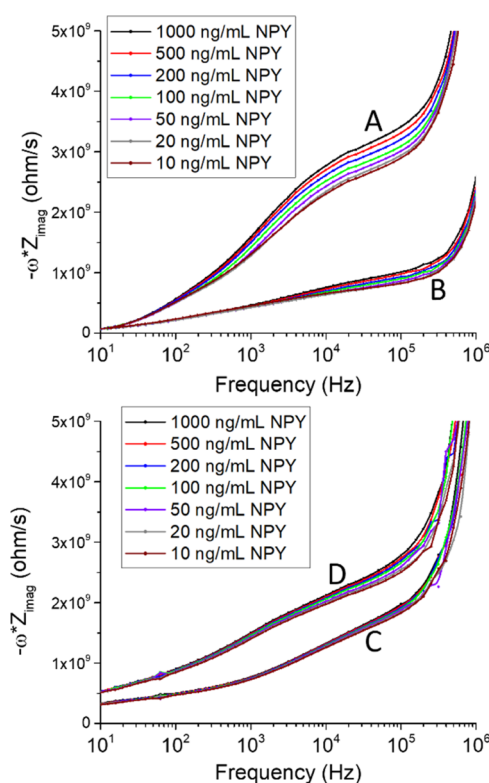 5x10⁹
4x10⁹
3x10⁹
2x10⁹
1x10⁹
0
-ω*Z_imag (ohm/s)
1000 ng/mL NPY
500 ng/mL NPY
200 ng/mL NPY
100 ng/mL NPY
50 ng/mL NPY
20 ng/mL NPY
10 ng/mL NPY
A
B
10¹ 10² 10³ 10⁴ 10⁵ 10⁶
Frequency (Hz)
5x10⁹
4x10⁹
3x10⁹
2x10⁹
1x10⁹
0
-ω*Z_imag (ohm/s)
1000 ng/mL NPY
500 ng/mL NPY
200 ng/mL NPY
100 ng/mL NPY
50 ng/mL NPY
20 ng/mL NPY
10 ng/mL NPY
D
C
10¹ 10² 10³ 10⁴ 10⁵ 10⁶
Frequency (Hz)